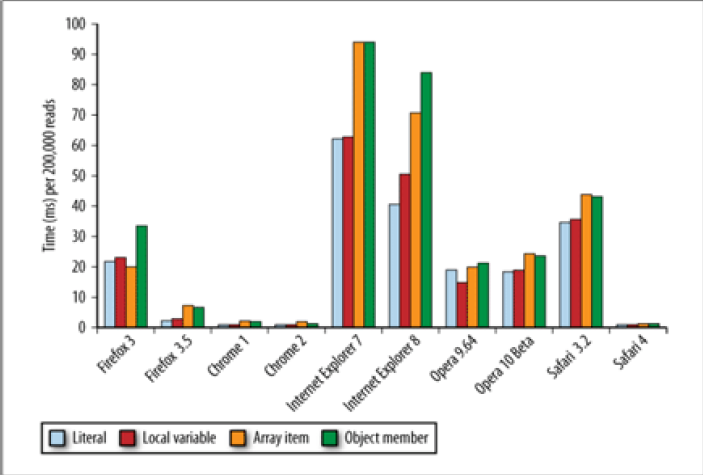 Time (ms) per 200,000 reads
100
90
80
70
60
50
40
30
20
10
0
Firefox 3
Firefox 3.5
Chrome 1
Chrome 2
Internet Explorer 7
Internet Explorer 8
Opera 9.64
Opera 10 Beta
Safari 3.2
Safari 4
Literal Local variable Array item Object member